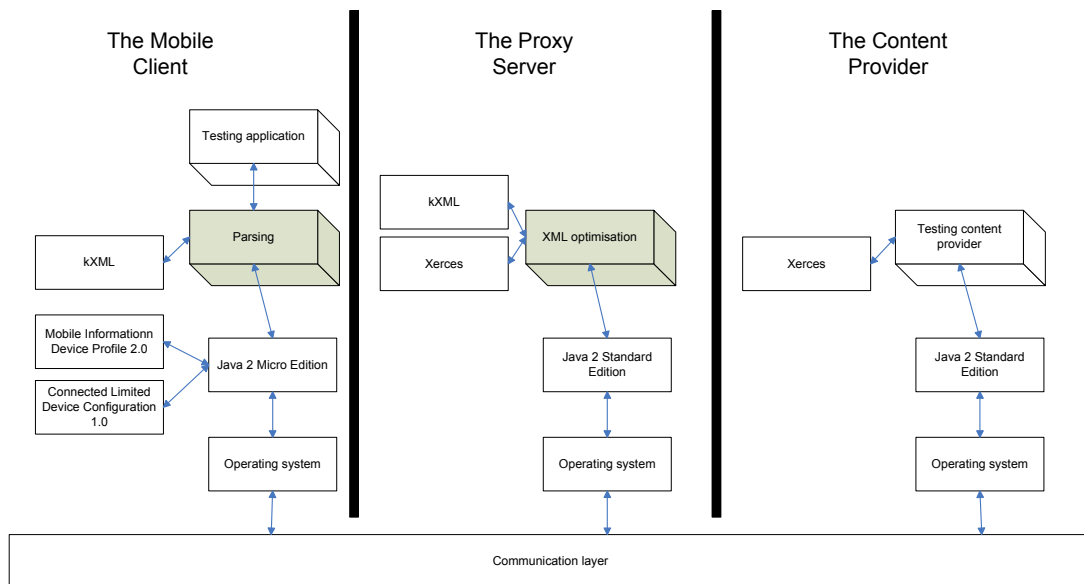 The Mobile
Client
The Proxy
Server
The Content
Provider
Testing application
Parsing
kXML
Mobile Informationn
Device Profile 2.0
Connected Limited
Device Configuration
1.0
Java 2 Micro Edition
Operating system
kXML
Xerces
XML optimisation
Java 2 Standard
Edition
Operating system
Xerces
Testing content
provider
Java 2 Standard
Edition
Operating system
Communication layer